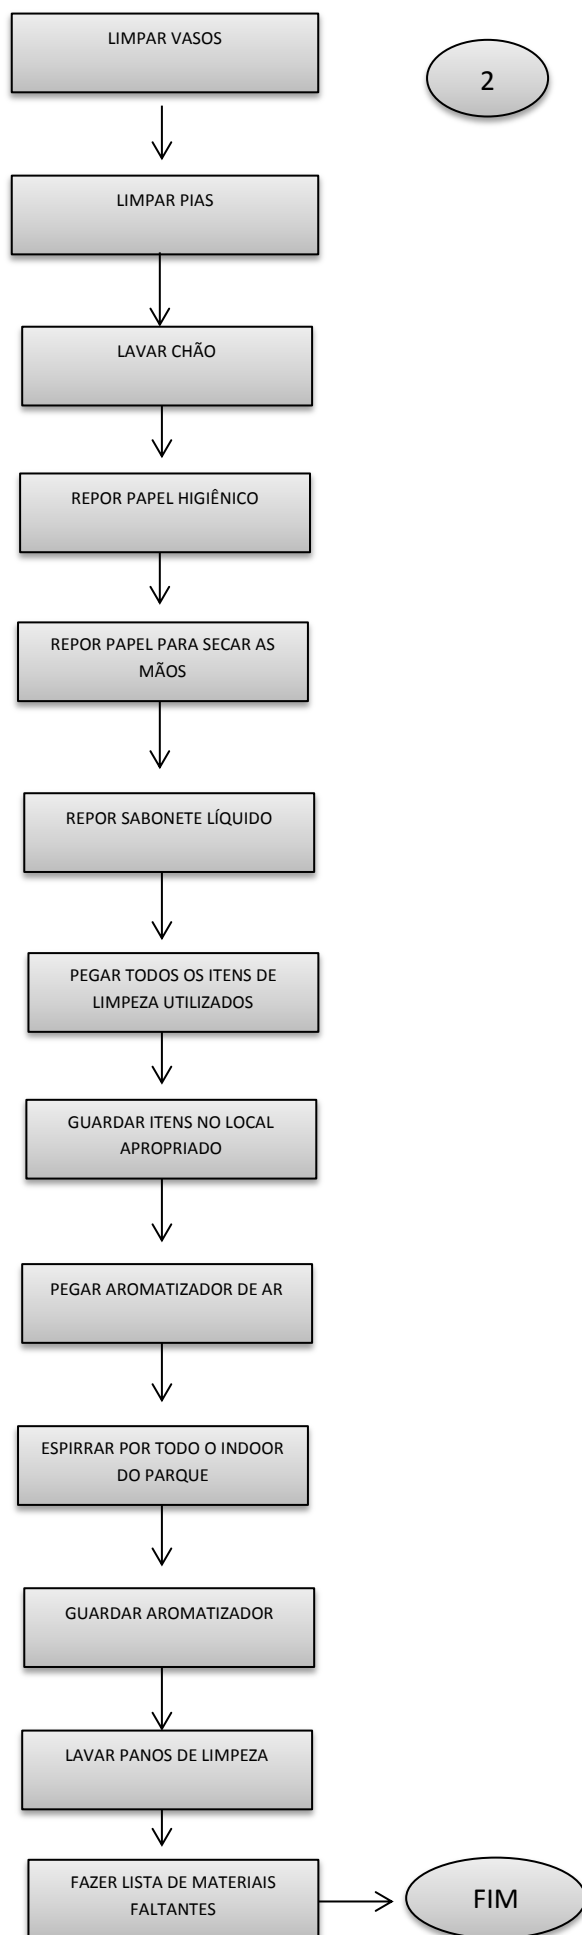 LIMPAR VASOS
2
LIMPAR PIAS
LAVAR CHÃO
REPOR PAPEL HIGIÊNICO
REPOR PAPEL PARA SECAR AS
MÃOS
REPOR SABONETE LÍQUIDO
PEGAR TODOS OS ITENS DE
LIMPEZA UTILIZADOS
GUARDAR ITENS NO LOCAL
APROPRIADO
PEGAR AROMATIZADOR DE AR
ESPIRRAR POR TODO O INDOOR
DO PARQUE
GUARDAR AROMATIZADOR
LAVAR PANOS DE LIMPEZA
FAZER LISTA DE MATERIAIS
FALTANTES
FIM